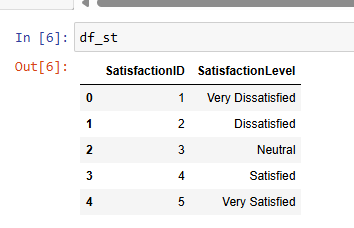 In [6]: df_st
Out[6]:
SatisfactionID SatisfactionLevel
0 1 Very Dissatisfied
1 2 Dissatisfied
2 3 Neutral
3 4 Satisfied
4 5 Very Satisfied